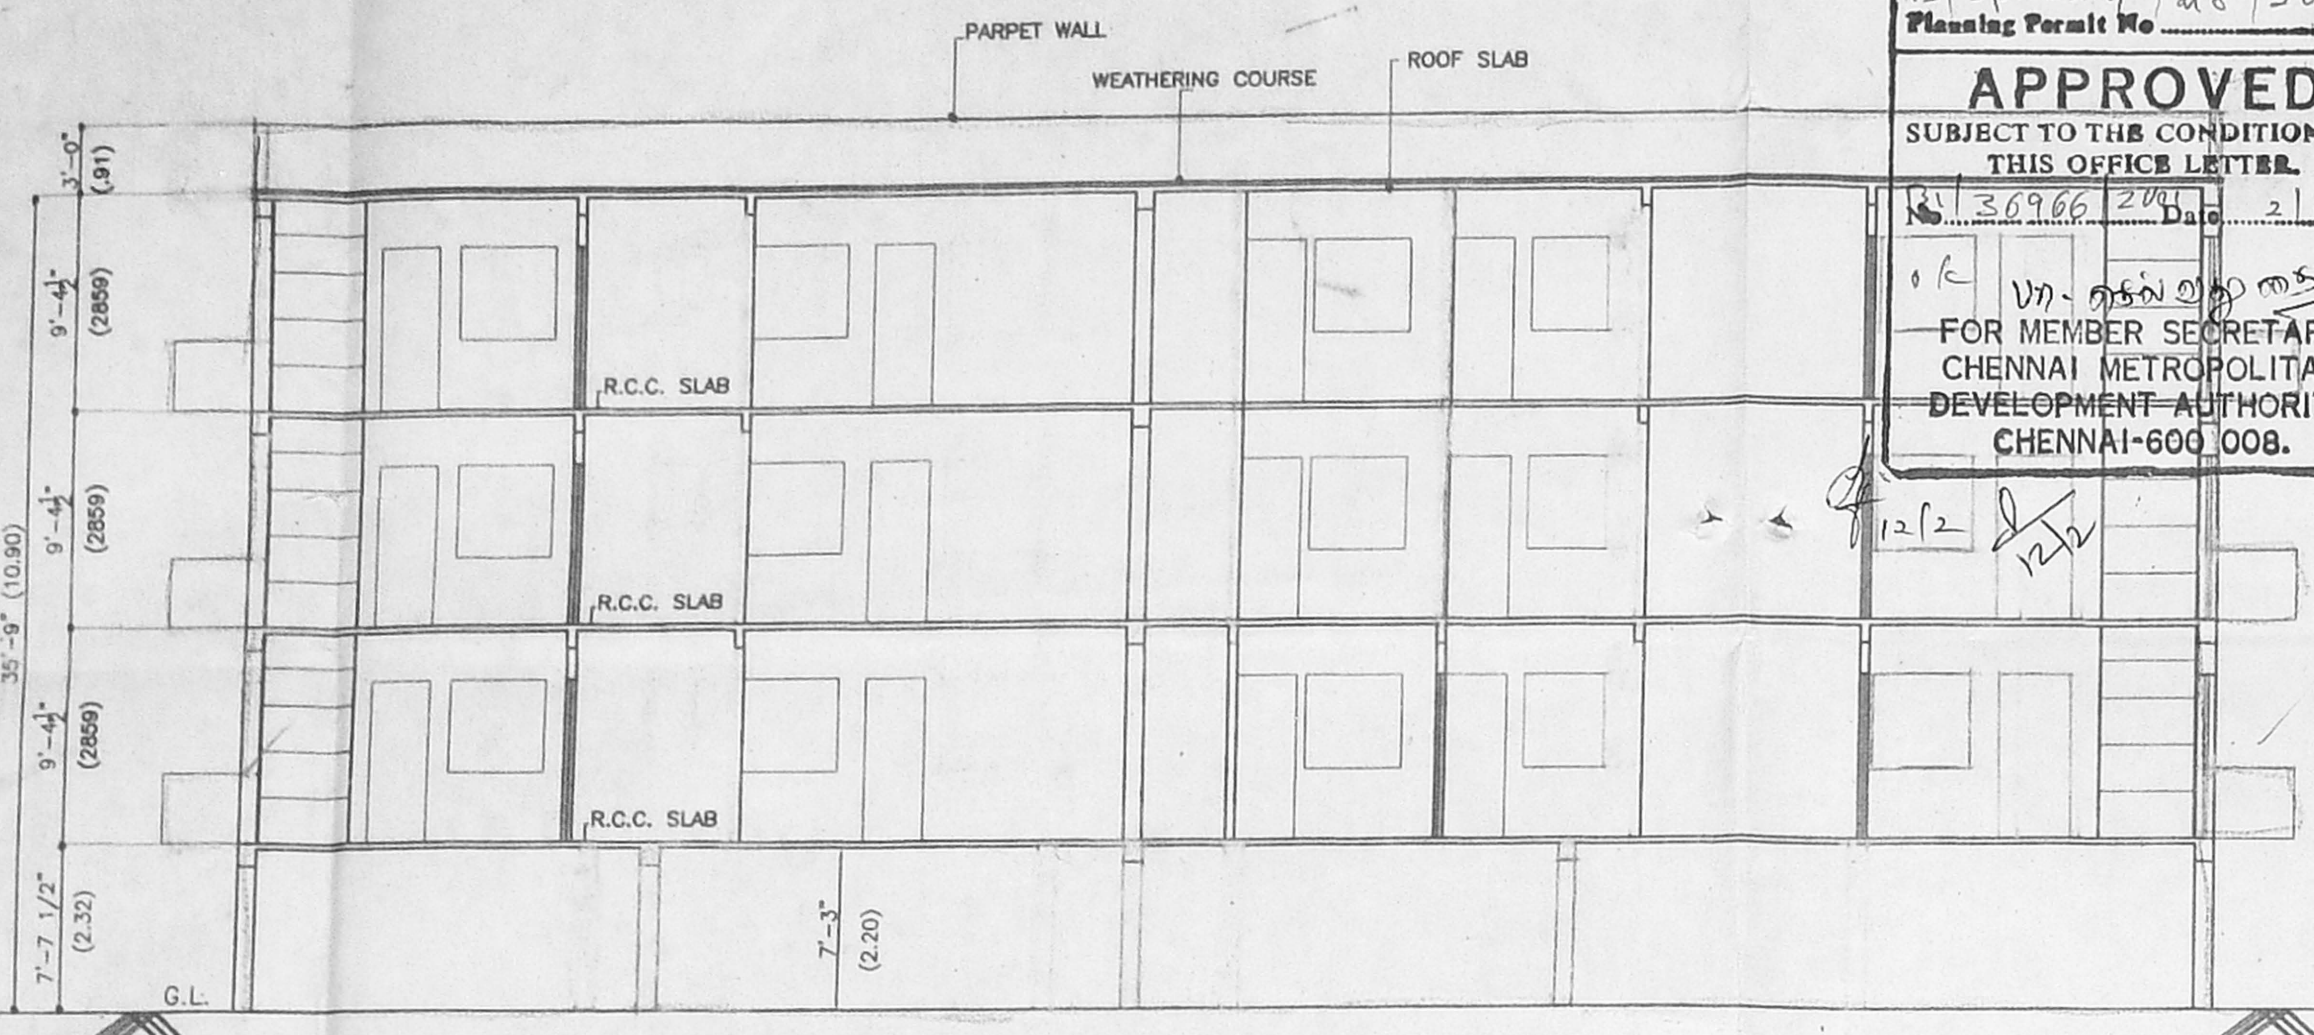 PARPET WALL
WEATHERING COURSE
ROOF SLAB
Planning Permit No
APPROVED
SUBJECT TO THE CONDITION
THIS OFFICE LETTER
No. 36966 Date 2
FOR MEMBER SECRETAR
CHENNAI METROPOLITA
DEVELOPMENT AUTHORI
CHENNAI-600 008.
12/2
12/2
3'-0"
(.91)
9'-4½"
(2859)
R.C.C. SLAB
9'-4½"
(2859)
R.C.C. SLAB
35'-9" (10.90)
9'-4½"
(2859)
R.C.C. SLAB
7'-7 1/2"
(2.32)
7'-3"
(2.20)
G.L.